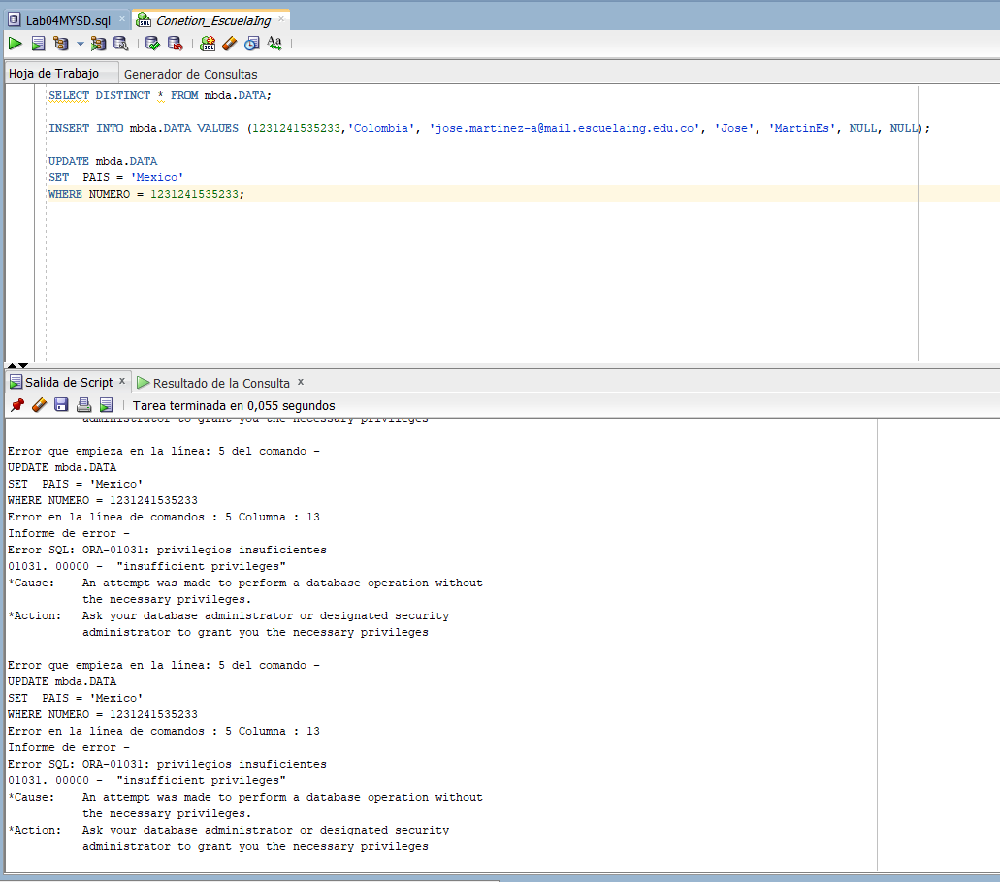 Lab04MYSD.sql Conetion_EscuelaIng
Hoja de Trabajo Generador de Consultas
SELECT DISTINCT * FROM mbda.DATA;
INSERT INTO mbda.DATA VALUES (1231241535233,'Colombia', 'jose.martinez-a@mail.escuelaing.edu.co', 'Jose', 'MartinEs', NULL, NULL);
UPDATE mbda.DATA
SET  PAIS = 'Mexico'
WHERE NUMERO = 1231241535233;
Salida de Script Resultado de la Consulta
Tarea terminada en 0,055 segundos
administrator to grant you the necessary privileges
Error que empieza en la línea: 5 del comando -
UPDATE mbda.DATA
SET  PAIS = 'Mexico'
WHERE NUMERO = 1231241535233
Error en la línea de comandos : 5 Columna : 13
Informe de error -
Error SQL: ORA-01031: privilegios insuficientes
01031. 00000 -  "insufficient privileges"
*Cause:    An attempt was made to perform a database operation without
the necessary privileges.
*Action:   Ask your database administrator or designated security
administrator to grant you the necessary privileges
Error que empieza en la línea: 5 del comando -
UPDATE mbda.DATA
SET  PAIS = 'Mexico'
WHERE NUMERO = 1231241535233
Error en la línea de comandos : 5 Columna : 13
Informe de error -
Error SQL: ORA-01031: privilegios insuficientes
01031. 00000 -  "insufficient privileges"
*Cause:    An attempt was made to perform a database operation without
the necessary privileges.
*Action:   Ask your database administrator or designated security
administrator to grant you the necessary privileges